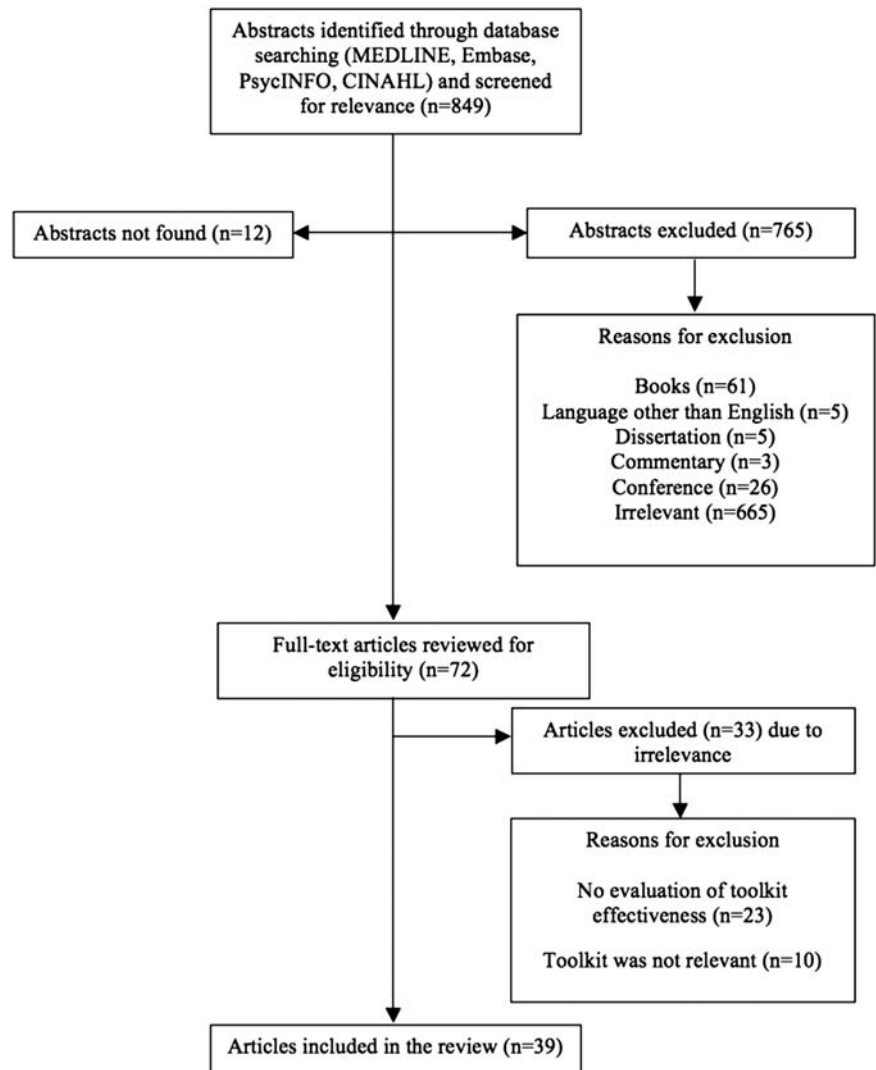 Abstracts identified through database
searching (MEDLINE, Embase,
PsycINFO, CINAHL) and screened
for relevance (n=849)
Abstracts not found (n=12)
Abstracts excluded (n=765)
Reasons for exclusion
Books (n=61)
Language other than English (n=5)
Dissertation (n=5)
Commentary (n=3)
Conference (n=26)
Irrelevant (n=665)
Full-text articles reviewed for
eligibility (n=72)
Articles excluded (n=33) due to
irrelevance
Reasons for exclusion
No evaluation of toolkit
effectiveness (n=23)
Toolkit was not relevant (n=10)
Articles included in the review (n=39)